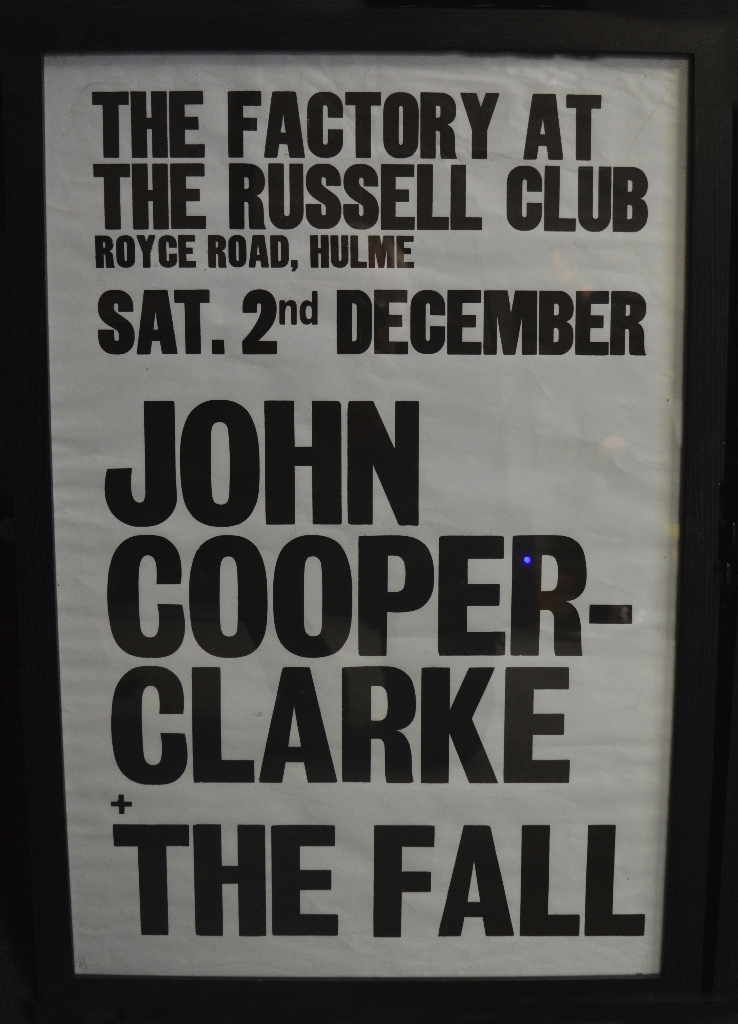 THE FACTORY AT
THE RUSSELL CLUB
ROYCE ROAD, HULME
SAT. 2nd DECEMBER
JOHN
COOPER-
CLARKE
+
THE FALL